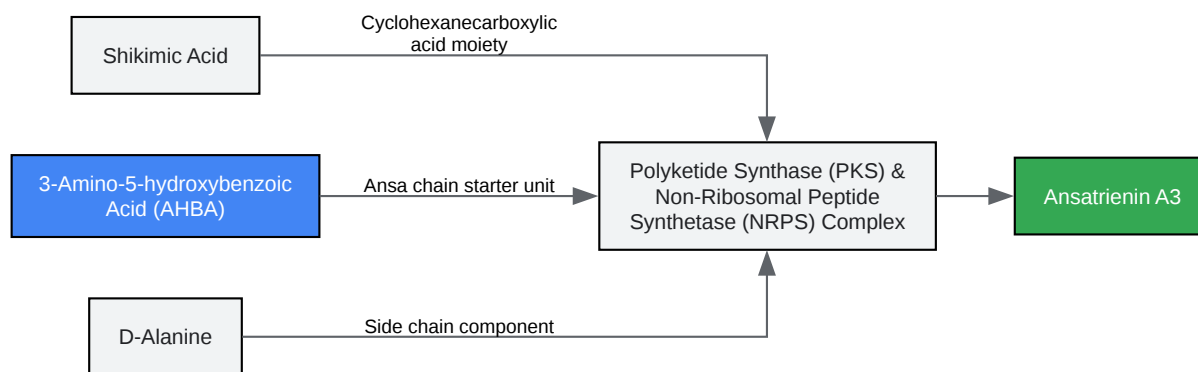 Cyclohexanecarboxylic
acid moiety
Shikimic Acid
3-Amino-5-hydroxybenzoic
Acid (AHBA)
Ansa chain starter unit
Polyketide Synthase (PKS) &
Non-Ribosomal Peptide
Synthetase (NRPS) Complex
Ansatrienin A3
D-Alanine
Side chain component